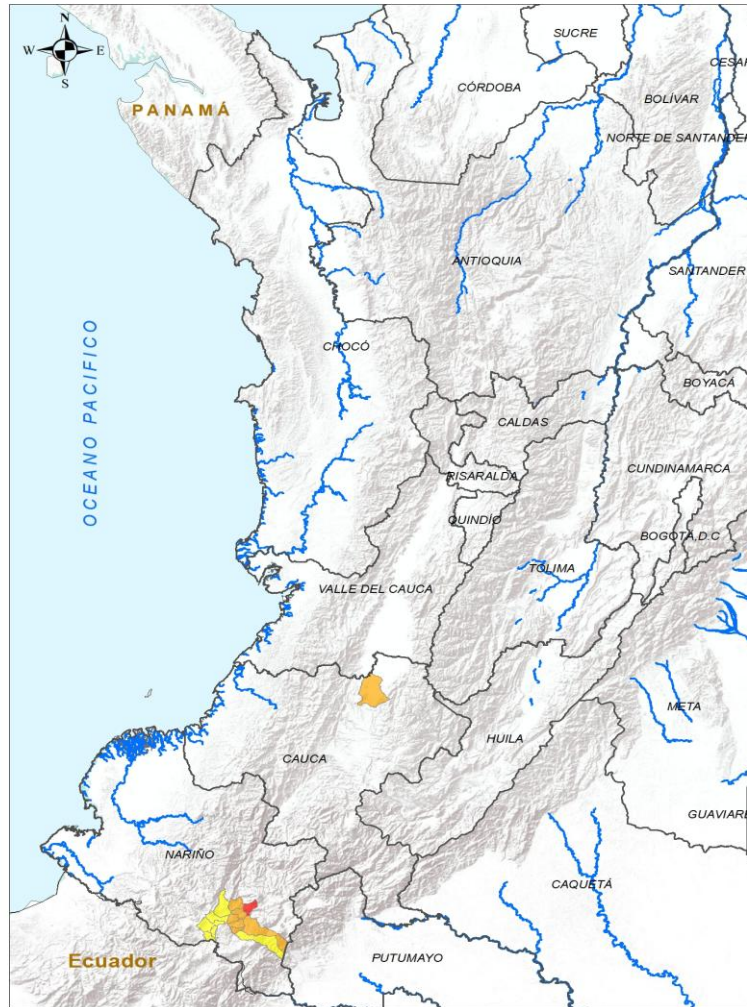 N
W E
S
SUCRE
CESAR
CÓRDOBA
BOLÍVAR
PANAMÁ
NORTE DE SANTANDER
ANTIOQUIA
SANTANDER
OCEANO PACIFICO
CHOCÓ
BOYACÁ
CALDAS
CUNDINAMARCA
RISARALDA
QUINDÍO
BOGOTÁ,D.C
TOLIMA
VALLE DEL CAUCA
META
HUILA
CAUCA
GUAVIARE
NARIÑO
CAQUETÁ
Ecuador
PUTUMAYO